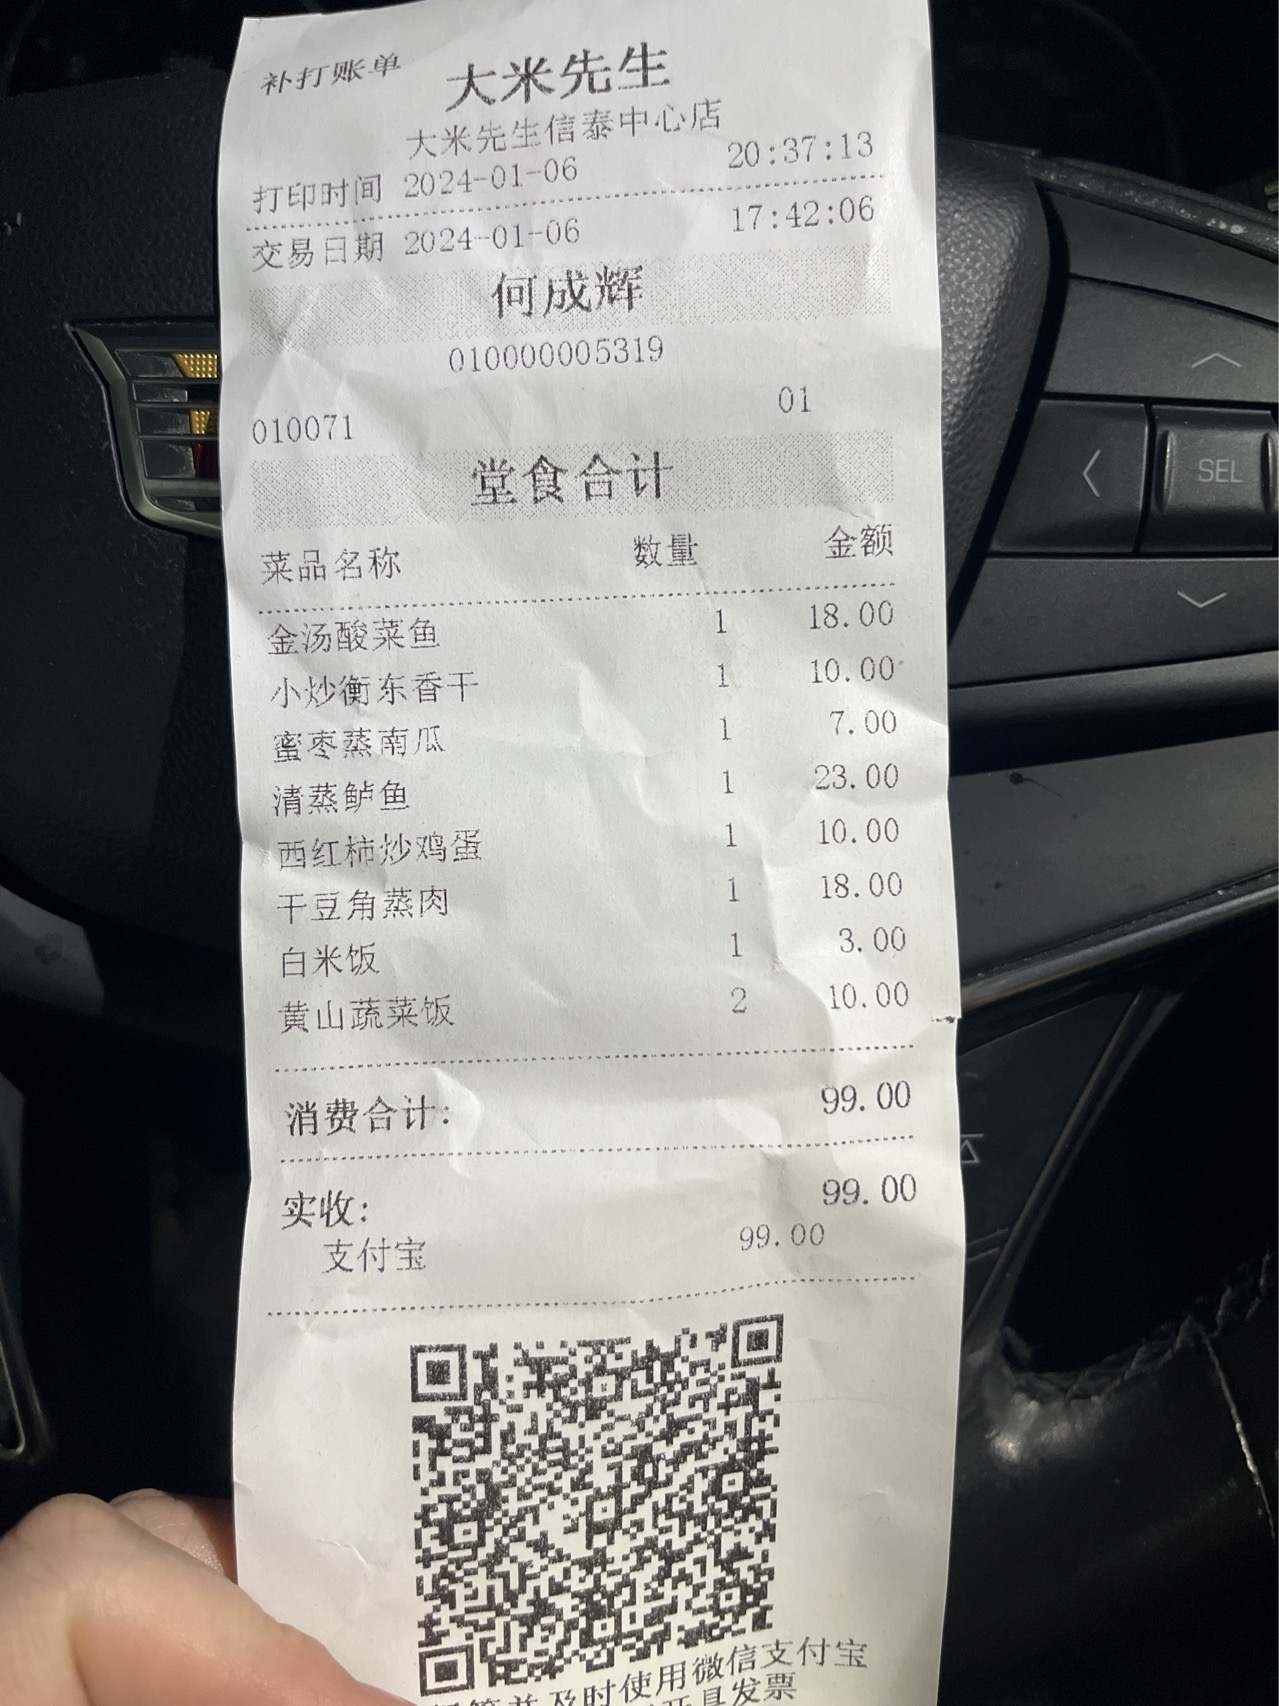 补打账单 大米先生
大米先生信泰中心店
打印时间 2024-01-06 20:37:13
交易日期 2024-01-06 17:42:06
何成辉
010000005319
010071 01
堂食合计
菜品名称 数量 金额
金汤酸菜鱼 1 18.00
小炒衡东香干 1 10.00
蜜枣蒸南瓜 1 7.00
清蒸鲈鱼 1 23.00
西红柿炒鸡蛋 1 10.00
干豆角蒸肉 1 18.00
白米饭 1 3.00
黄山蔬菜饭 2 10.00
消费合计: 99.00
实收: 99.00
支付宝 99.00
并及时使用微信支付宝
开具发票
SEL